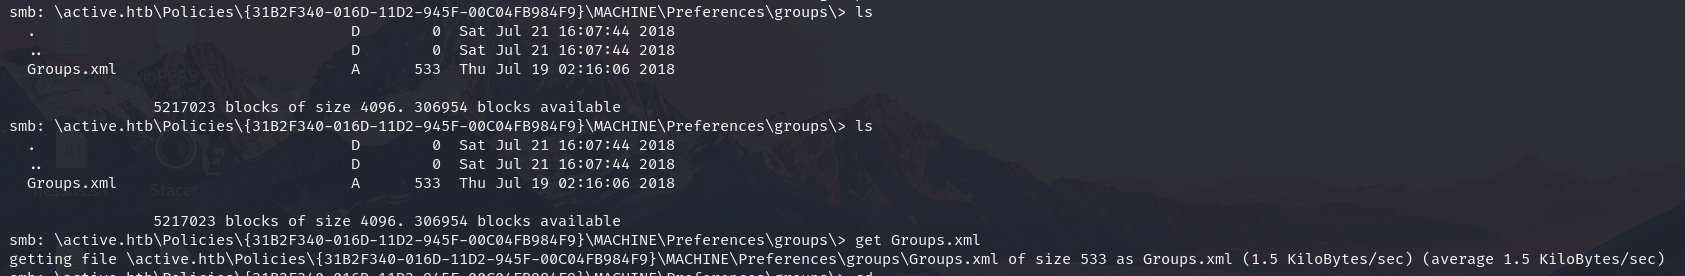 smb: \active.htb\Policies\{31B2F340-016D-11D2-945F-00C04FB984F9}\MACHINE\Preferences\groups\> ls
. D 0 Sat Jul 21 16:07:44 2018
.. D 0 Sat Jul 21 16:07:44 2018
Groups.xml A 533 Thu Jul 19 02:16:06 2018
winPEAS.
5217023 blocks of size 4096. 306954 blocks available
smb: \active.htb\Policies\{31B2F340-016D-11D2-945F-00C04FB984F9}\MACHINE\Preferences\groups\> ls
. D 0 Sat Jul 21 16:07:44 2018
.. D 0 Sat Jul 21 16:07:44 2018
Groups.xml A 533 Thu Jul 19 02:16:06 2018
Stacer
5217023 blocks of size 4096. 306954 blocks available
smb: \active.htb\Policies\{31B2F340-016D-11D2-945F-00C04FB984F9}\MACHINE\Preferences\groups\> get Groups.xml
getting file \active.htb\Policies\{31B2F340-016D-11D2-945F-00C04FB984F9}\MACHINE\Preferences\groups\Groups.xml of size 533 as Groups.xml (1.5 KiloBytes/sec) (average 1.5 KiloBytes/sec)